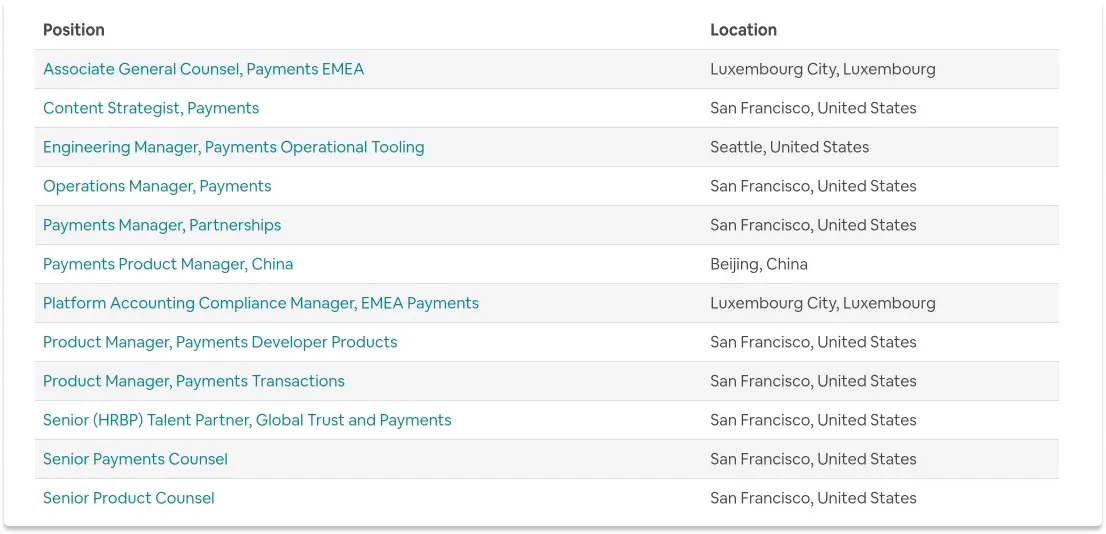 Position Location
Associate General Counsel, Payments EMEA Luxembourg City, Luxembourg
Content Strategist, Payments San Francisco, United States
Engineering Manager, Payments Operational Tooling Seattle, United States
Operations Manager, Payments San Francisco, United States
Payments Manager, Partnerships San Francisco, United States
Payments Product Manager, China Beijing, China
Platform Accounting Compliance Manager, EMEA Payments Luxembourg City, Luxembourg
Product Manager, Payments Developer Products San Francisco, United States
Product Manager, Payments Transactions San Francisco, United States
Senior (HRBP) Talent Partner, Global Trust and Payments San Francisco, United States
Senior Payments Counsel San Francisco, United States
Senior Product Counsel San Francisco, United States